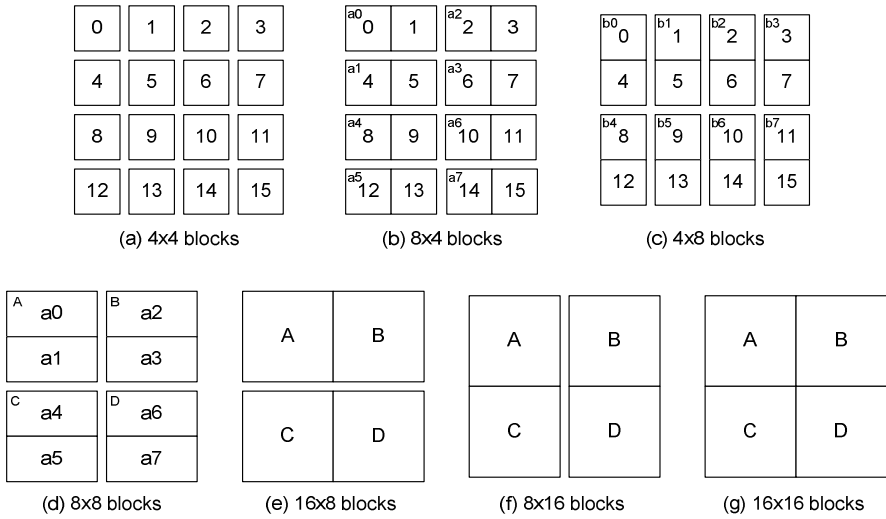 0 1 2 3
4 5 6 7
8 9 10 11
12 13 14 15
(a) 4x4 blocks
a0 0 1 a2 2 3
a1 4 5 a3 6 7
a4 8 9 a6 10 11
a5 12 13 a7 14 15
(b) 8x4 blocks
b0 0 b1 1 b2 2 b3 3
4 5 6 7
b4 8 b5 9 b6 10 b7 11
12 13 14 15
(c) 4x8 blocks
A a0 B a2
a1 a3
C a4 D a6
a5 a7
(d) 8x8 blocks
A B
C D
(e) 16x8 blocks
A B
C D
(f) 8x16 blocks
A B
C D
(g) 16x16 blocks